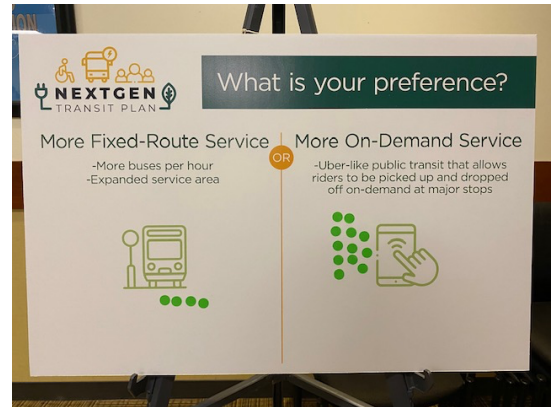 NEXTGEN
TRANSIT PLAN
What is your preference?
More Fixed-Route Service
-More buses per hour
-Expanded service area
OR
More On-Demand Service
-Uber-like public transit that allows
riders to be picked up and dropped
off on-demand at major stops